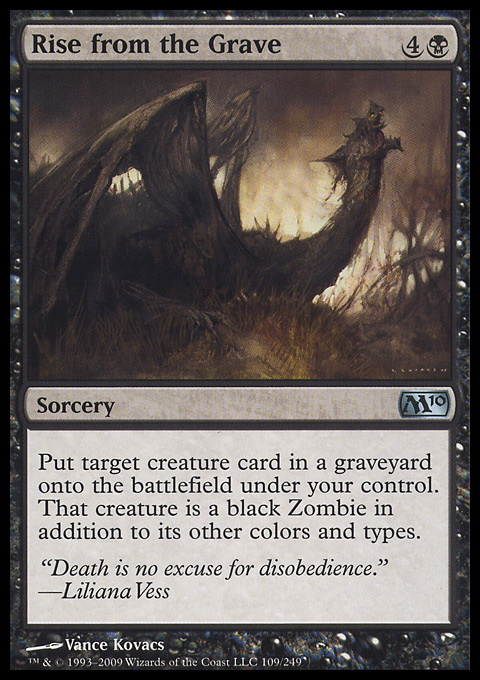 Rise from the Grave 4
Sorcery M10
Put target creature card in a graveyard
onto the battlefield under your control.
That creature is a black Zombie in
addition to its other colors and types.
“Death is no excuse for disobedience.”
—Liliana Vess
Vance Kovacs
™ & © 1993–2009 Wizards of the Coast LLC 109/249